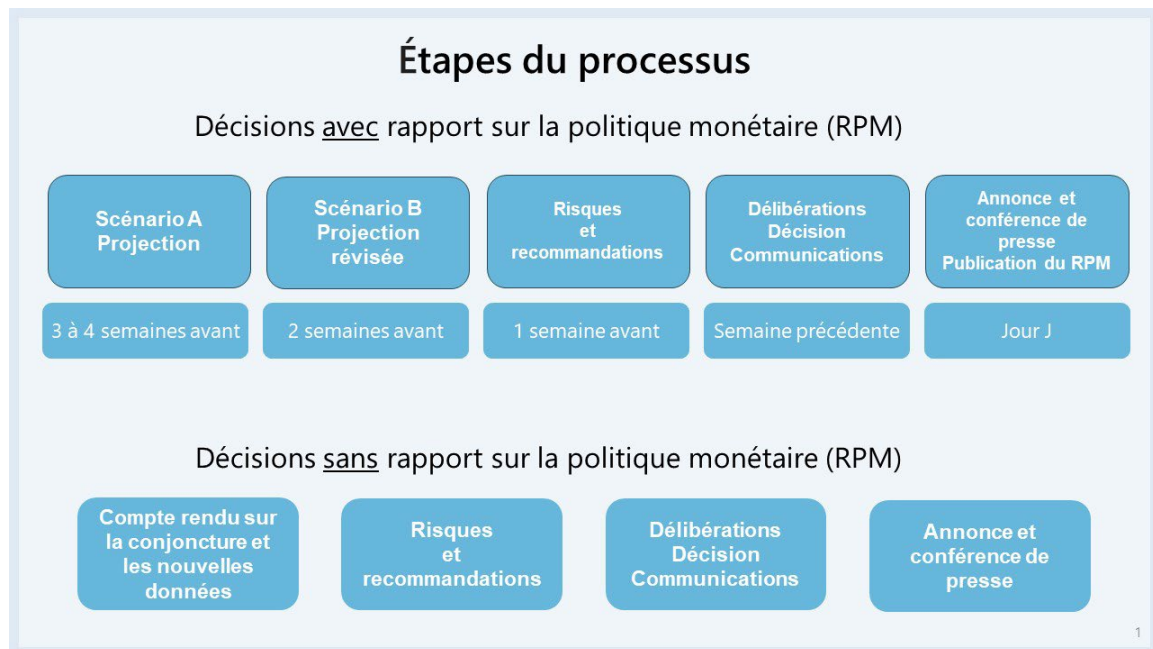 Étapes du processus
Décisions avec rapport sur la politique monétaire (RPM)
Scénario A
Projection
Scénario B
Projection
révisée
Risques
et
recommandations
Délibérations
Décision
Communications
Annonce et
conférence de
presse
Publication du RPM
3 à 4 semaines avant
2 semaines avant
1 semaine avant
Semaine précédente
Jour J
Décisions sans rapport sur la politique monétaire (RPM)
Compte rendu sur
la conjoncture et
les nouvelles
données
Risques
et
recommandations
Délibérations
Décision
Communications
Annonce et
conférence de
presse
1